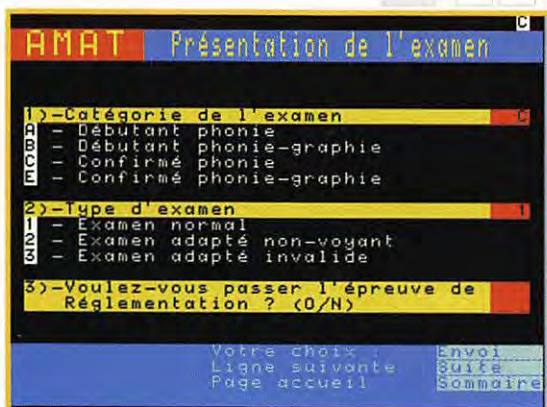 C
AMAT Présentation de l'examen
1)-Catégorie de l'examen C
A - Débutant phonie
B - Débutant phonie-graphie
C - Confirmé phonie
E - Confirmé phonie-graphie
2)-Type d'examen 1
1 - Examen normal
2 - Examen adapté non-voyant
3 - Examen adapté invalide
3)-Voulez-vous passer l'épreuve de
Réglementation ? (O/N)
Votre choix : Envoi
Ligne suivante Suite
Page accueil Sommaire